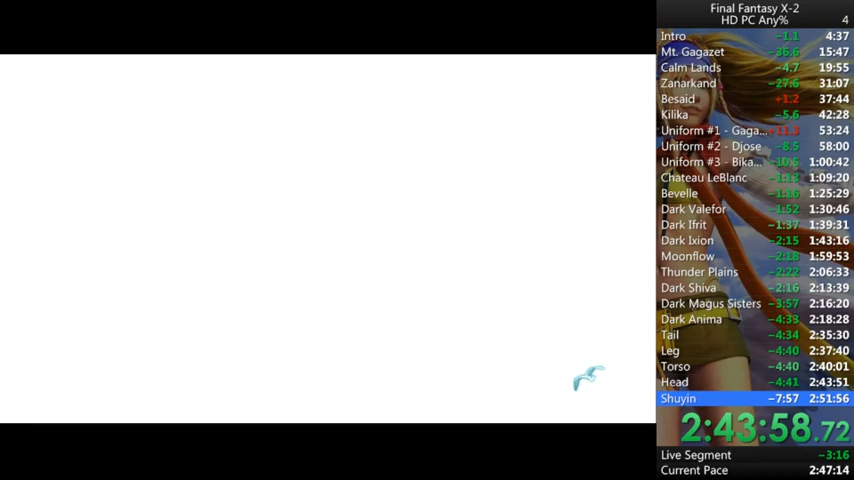 Final Fantasy X-2
HD PC Any% 4
Intro −1.1 4:37
Mt. Gagazet −36.6 15:47
Calm Lands −4.7 19:55
Zanarkand −27.6 31:07
Besaid +1.2 37:44
Kilika −5.6 42:28
Uniform #1 - Gaga... +11.3 53:24
Uniform #2 - Djose −8.5 58:00
Uniform #3 - Bika... −10.5 1:00:42
Chateau LeBlanc −1:13 1:09:20
Bevelle −1:16 1:25:29
Dark Valefor −1:52 1:30:46
Dark Ifrit −1:37 1:39:31
Dark Ixion −2:15 1:43:16
Moonflow −2:18 1:59:53
Thunder Plains −2:22 2:06:33
Dark Shiva −2:16 2:13:39
Dark Magus Sisters −3:57 2:16:20
Dark Anima −4:33 2:18:28
Tail −4:34 2:35:30
Leg −4:40 2:37:40
Torso −4:40 2:40:01
Head −4:41 2:43:51
Shuyin −7:57 2:51:56
2:43:58.72
Live Segment −3:16
Current Pace 2:47:14